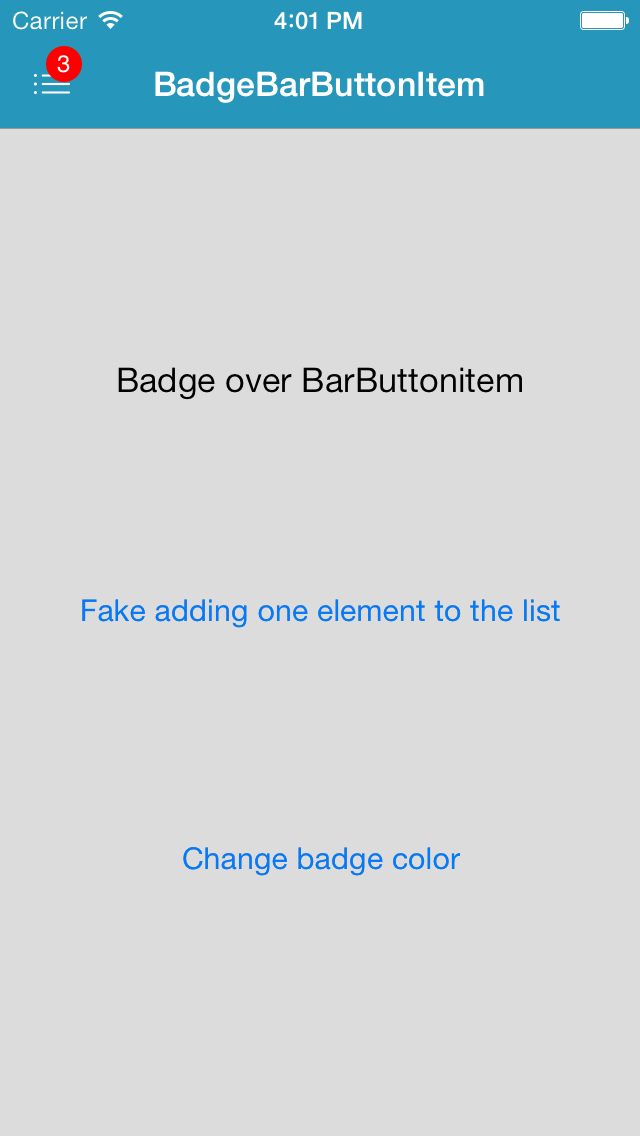 Carrier
4:01 PM
3
BadgeBarButtonItem
Badge over BarButtonitem
Fake adding one element to the list
Change badge color